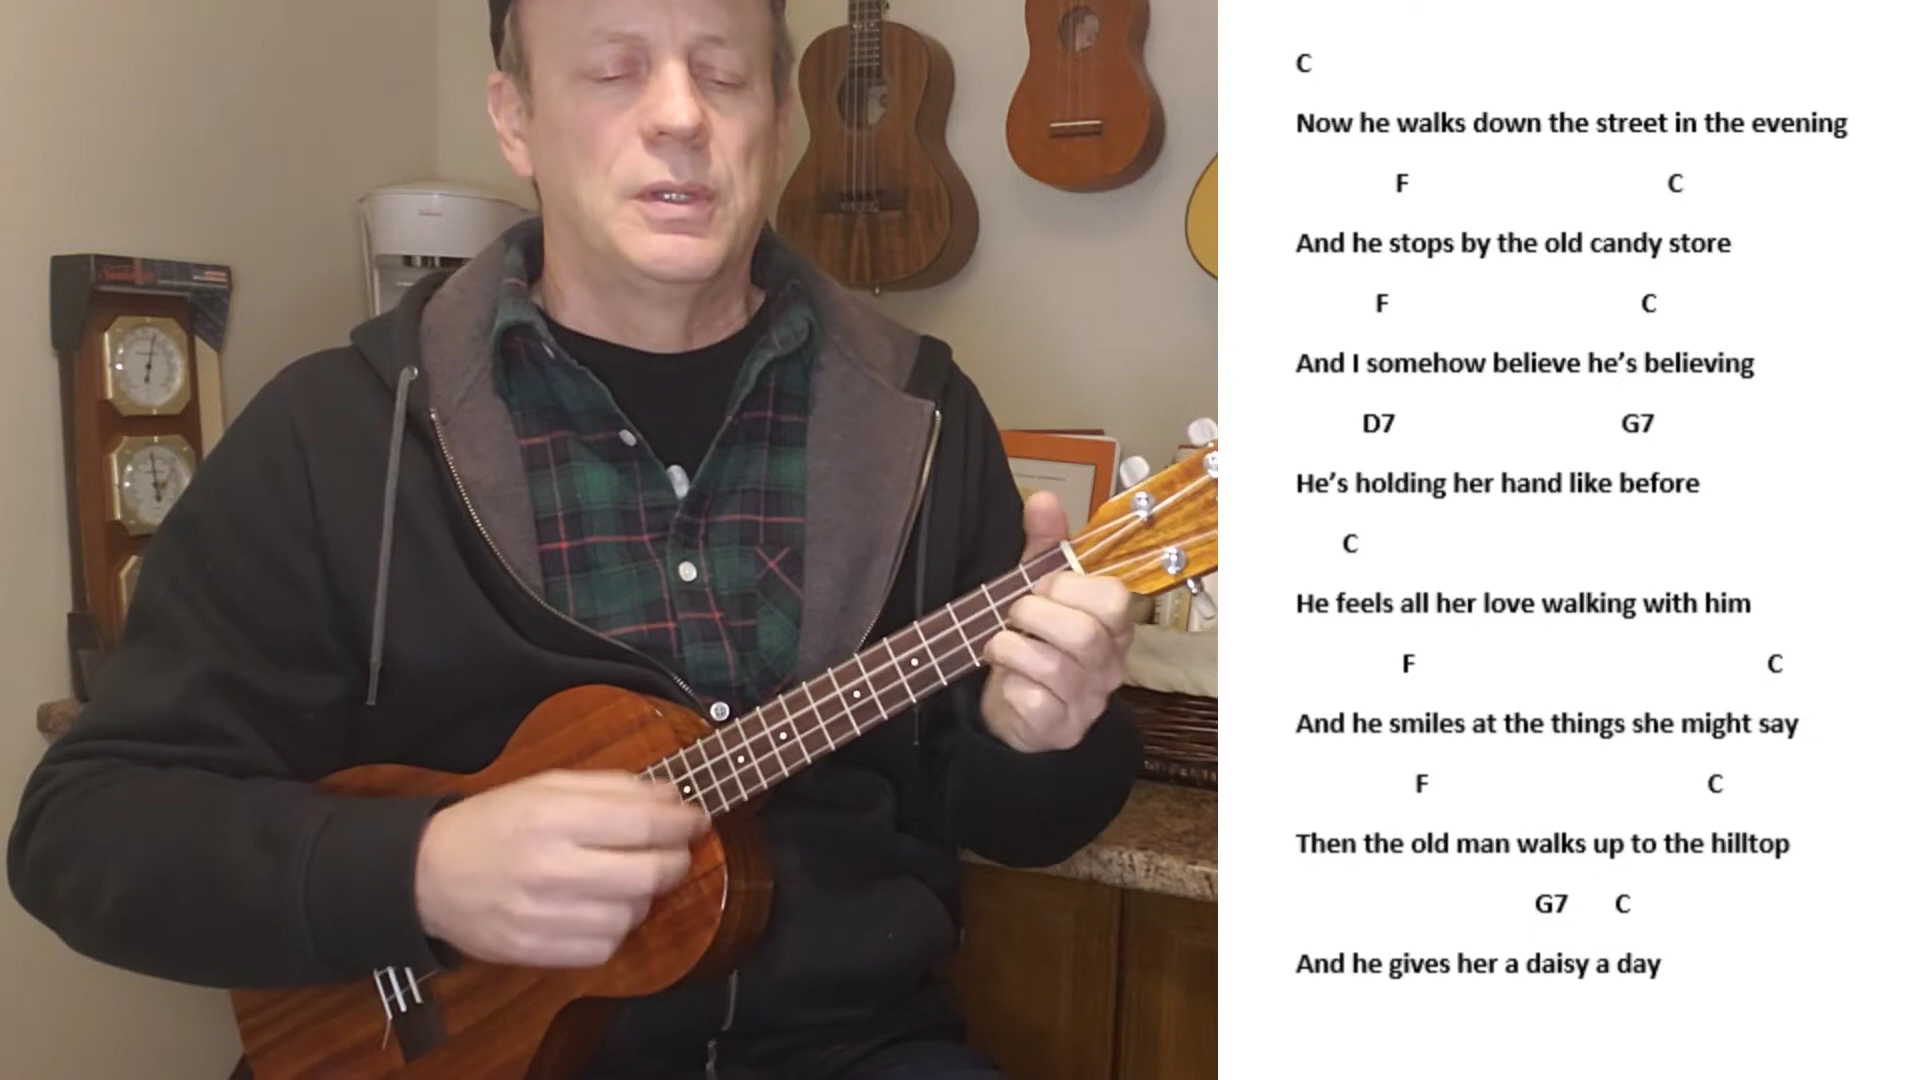 C
Now he walks down the street in the evening
F C
And he stops by the old candy store
F C
And I somehow believe he's believing
D7 G7
He's holding her hand like before
C
He feels all her love walking with him
F C
And he smiles at the things she might say
F C
Then the old man walks up to the hilltop
G7 C
And he gives her a daisy a day